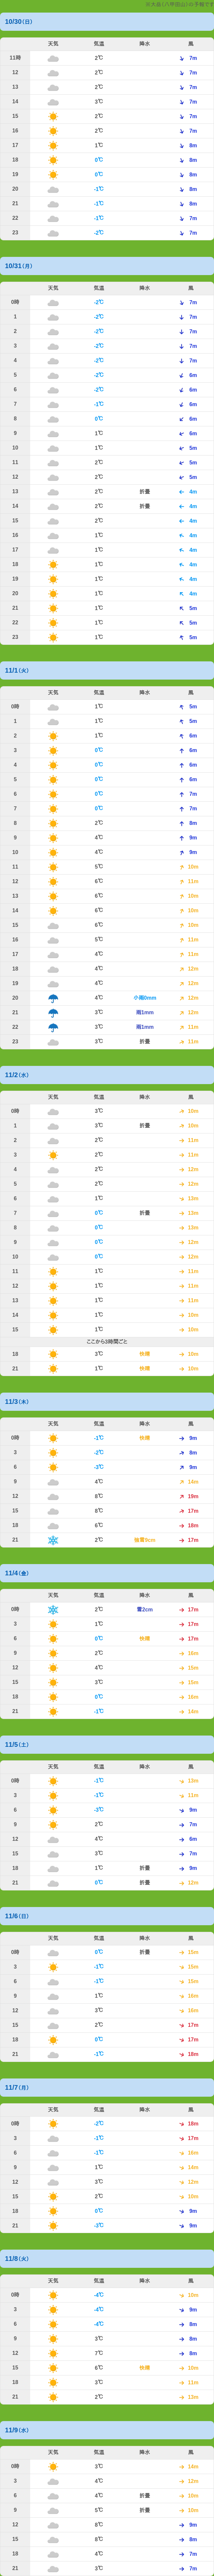 10/30(日)
天気 気温 降水 風
11時 2℃ 7m
12 2℃ 7m
13 2℃ 7m
14 3℃ 7m
15 2℃ 7m
16 2℃ 7m
17 1℃ 8m
18 0℃ 8m
19 0℃ 8m
20 -1℃ 8m
21 -1℃ 8m
22 -1℃ 7m
23 -2℃ 7m
10/31(月)
天気 気温 降水 風
0時 -2℃ 7m
1 -2℃ 7m
2 -2℃ 7m
3 -2℃ 7m
4 -2℃ 7m
5 -2℃ 6m
6 -2℃ 6m
7 -1℃ 6m
8 0℃ 6m
9 1℃ 6m
10 1℃ 5m
11 2℃ 5m
12 2℃ 5m
13 2℃ 折畳 4m
14 2℃ 折畳 4m
15 2℃ 4m
16 1℃ 4m
17 1℃ 4m
18 1℃ 4m
19 1℃ 4m
20 1℃ 4m
21 1℃ 5m
22 1℃ 5m
23 1℃ 5m
11/1(火)
天気 気温 降水 風
0時 1℃ 5m
1 1℃ 5m
2 1℃ 6m
3 0℃ 6m
4 0℃ 6m
5 0℃ 6m
6 0℃ 7m
7 0℃ 7m
8 2℃ 8m
9 4℃ 9m
10 4℃ 9m
11 5℃ 10m
12 6℃ 11m
13 6℃ 10m
14 6℃ 10m
15 6℃ 10m
16 5℃ 11m
17 4℃ 11m
18 4℃ 12m
19 4℃ 12m
20 4℃ 小雨0mm 12m
21 3℃ 雨1mm 12m
22 3℃ 雨1mm 11m
23 3℃ 折畳 11m
11/2(水)
天気 気温 降水 風
0時 3℃ 10m
1 3℃ 折畳 10m
2 2℃ 11m
3 2℃ 11m
4 2℃ 12m
5 2℃ 12m
6 1℃ 13m
7 0℃ 折畳 13m
8 0℃ 13m
9 0℃ 12m
10 0℃ 12m
11 1℃ 11m
12 1℃ 11m
13 1℃ 11m
14 1℃ 10m
15 1℃ 10m
ここから3時間ごと
18 3℃ 快晴 10m
21 1℃ 快晴 10m
11/3(木)
天気 気温 降水 風
0時 -1℃ 快晴 9m
3 -2℃ 8m
6 -3℃ 9m
9 4℃ 14m
12 8℃ 19m
15 8℃ 17m
18 6℃ 18m
21 2℃ 17m
11/4(金)
天気 気温 降水 風
0時 2℃ 雪2cm 17m
3 1℃ 17m
6 0℃ 快晴 17m
9 2℃ 16m
12 4℃ 15m
15 3℃ 15m
18 0℃ 16m
21 -1℃ 14m
11/5(土)
天気 気温 降水 風
0時 -1℃ 13m
3 -1℃ 11m
6 -3℃ 9m
9 2℃ 7m
12 4℃ 6m
15 3℃ 7m
18 1℃ 折畳 9m
21 0℃ 折畳 12m
11/6(日)
天気 気温 降水 風
0時 0℃ 折畳 15m
3 -1℃ 15m
6 -1℃ 15m
9 1℃ 16m
12 3℃ 16m
15 2℃ 17m
18 0℃ 17m
21 -1℃ 18m
11/7(月)
天気 気温 降水 風
0時 -2℃ 18m
3 -1℃ 17m
6 -1℃ 16m
9 1℃ 14m
12 3℃ 12m
15 2℃ 10m
18 0℃ 9m
21 -3℃ 9m
11/8(火)
天気 気温 降水 風
0時 -4℃ 10m
3 -4℃ 9m
6 -4℃ 8m
9 3℃ 8m
12 7℃ 8m
15 6℃ 快晴 10m
18 3℃ 11m
21 2℃ 13m
11/9(水)
天気 気温 降水 風
0時 3℃ 14m
3 4℃ 12m
6 4℃ 折畳 10m
9 5℃ 折畳 10m
12 8℃ 9m
15 8℃ 8m
18 4℃ 7m
21 3℃ 7m